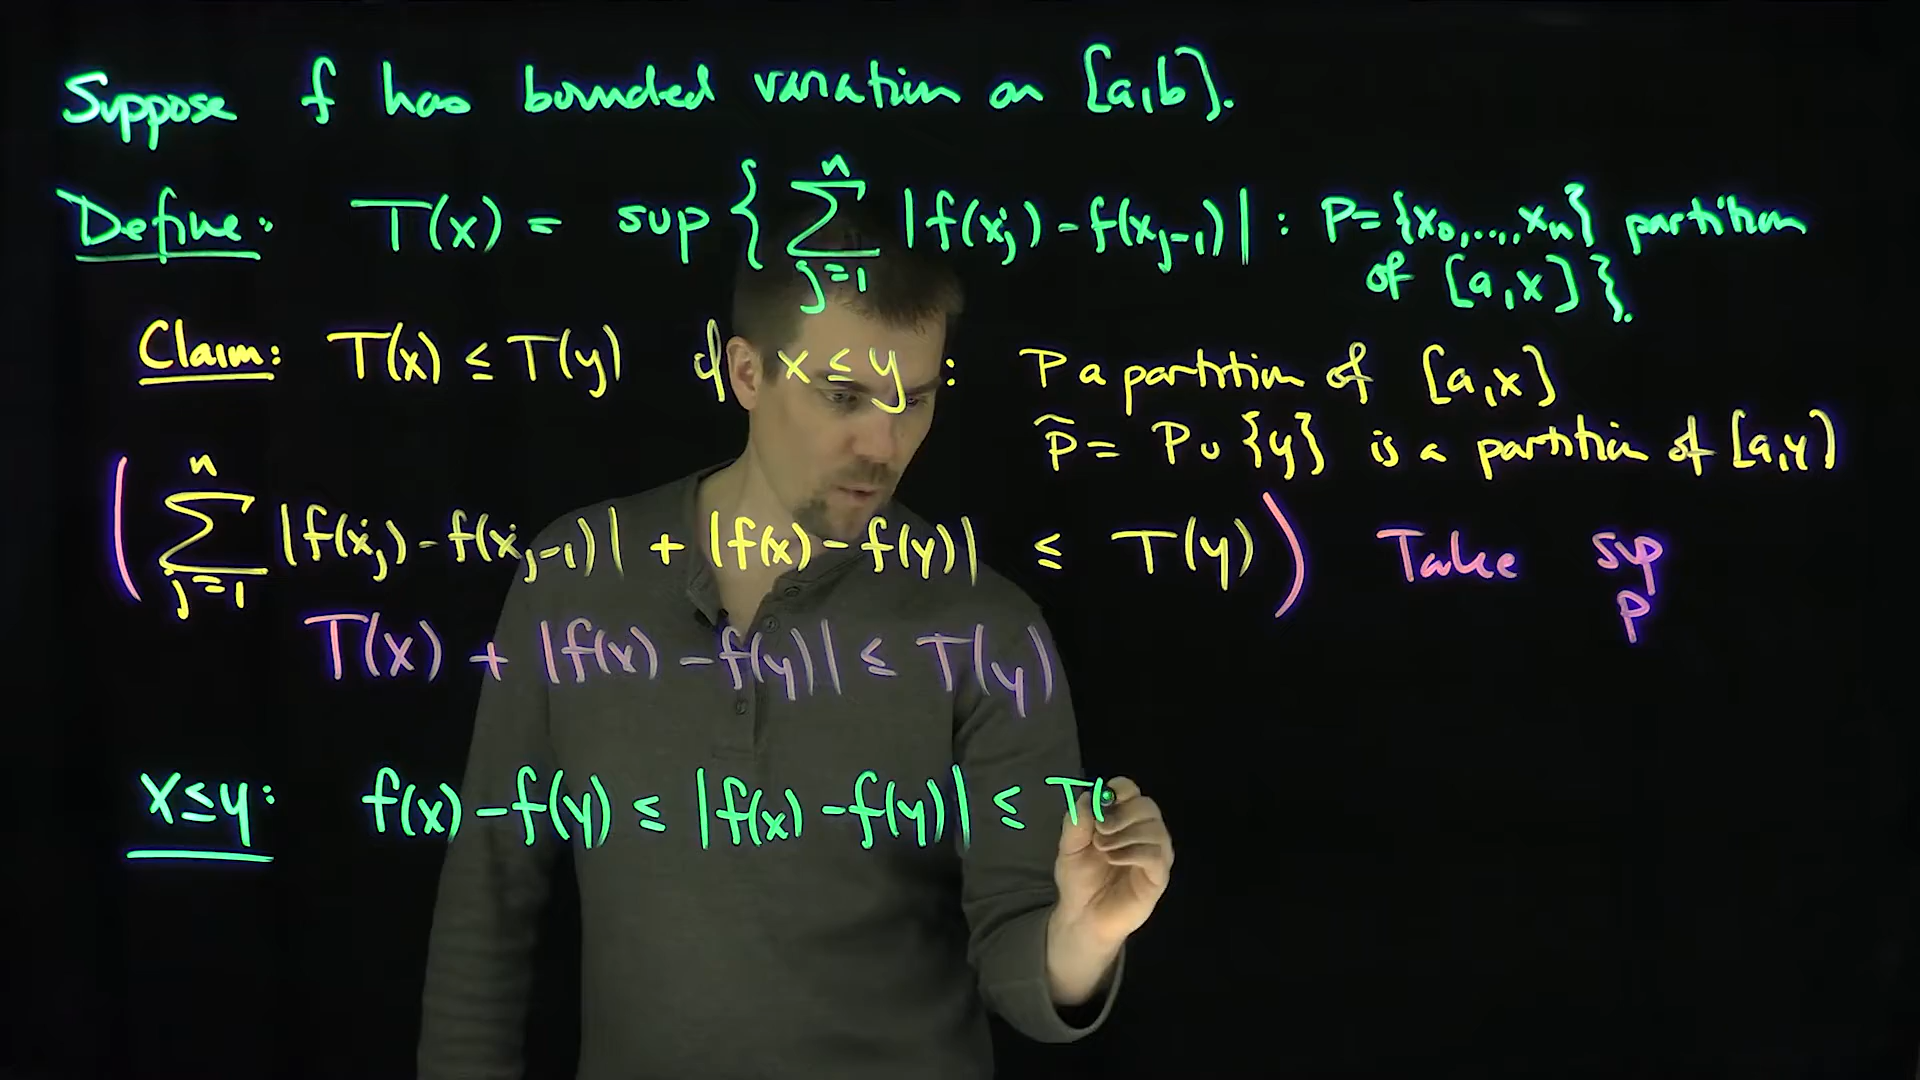 Suppose f has bounded variation on [a,b].
Define: T(x) = sup { ∑_{j=1}^{n} |f(x_j) - f(x_{j-1})| : P={x_0,...,x_n} partition
of [a,x] }.
Claim: T(x) ≤ T(y) if x ≤ y : P a partition of [a,x]
P̃ = P ∪ {y} is a partition of [a,y]
( ∑_{j=1}^{n} |f(x_j) - f(x_{j-1})| + |f(x) - f(y)| ≤ T(y) ) Take sup_P
T(x) + |f(x) - f(y)| ≤ T(y)
x≤y: f(x) - f(y) ≤ |f(x) - f(y)| ≤ T(